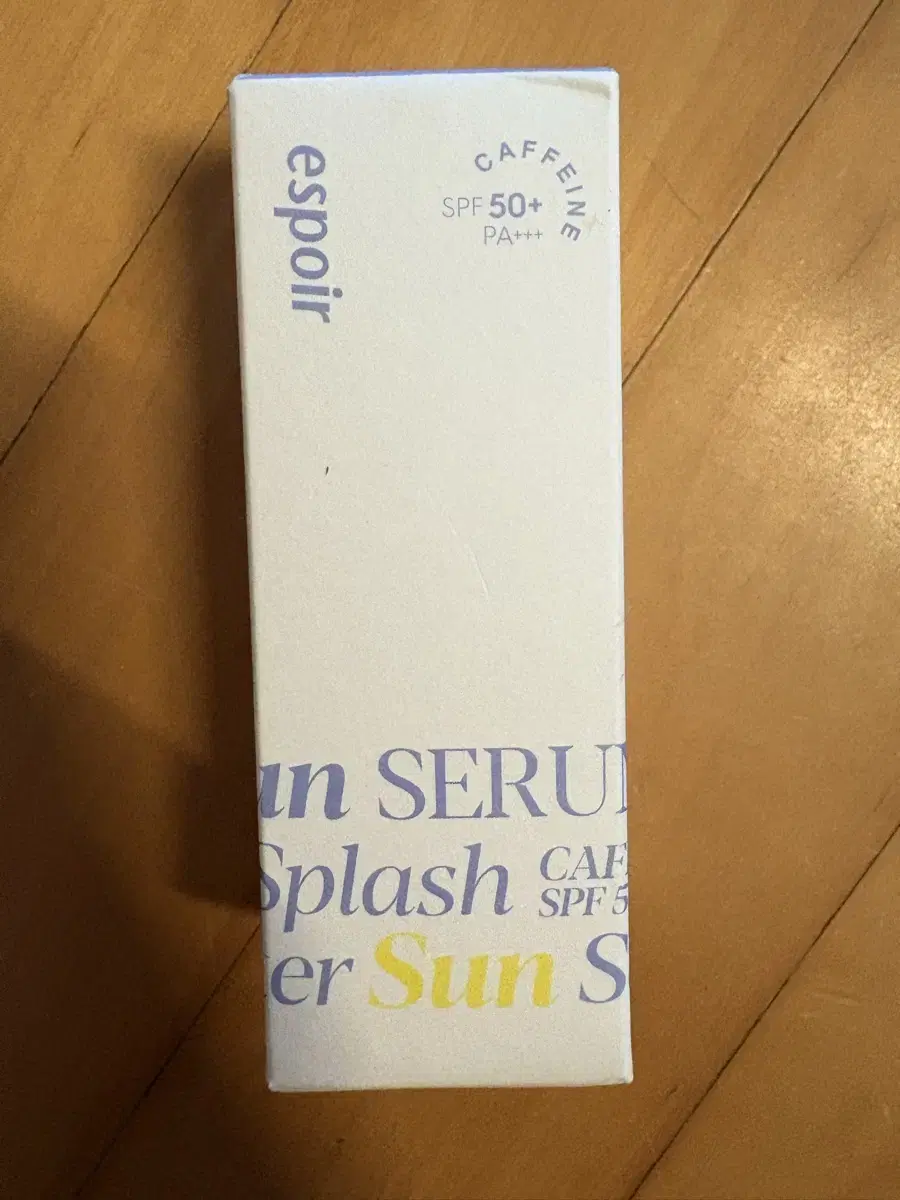 espoir
CAFFEINE
SPF 50+
PA+++
un SERUM
Splash CAF
SPF 5
er Sun S